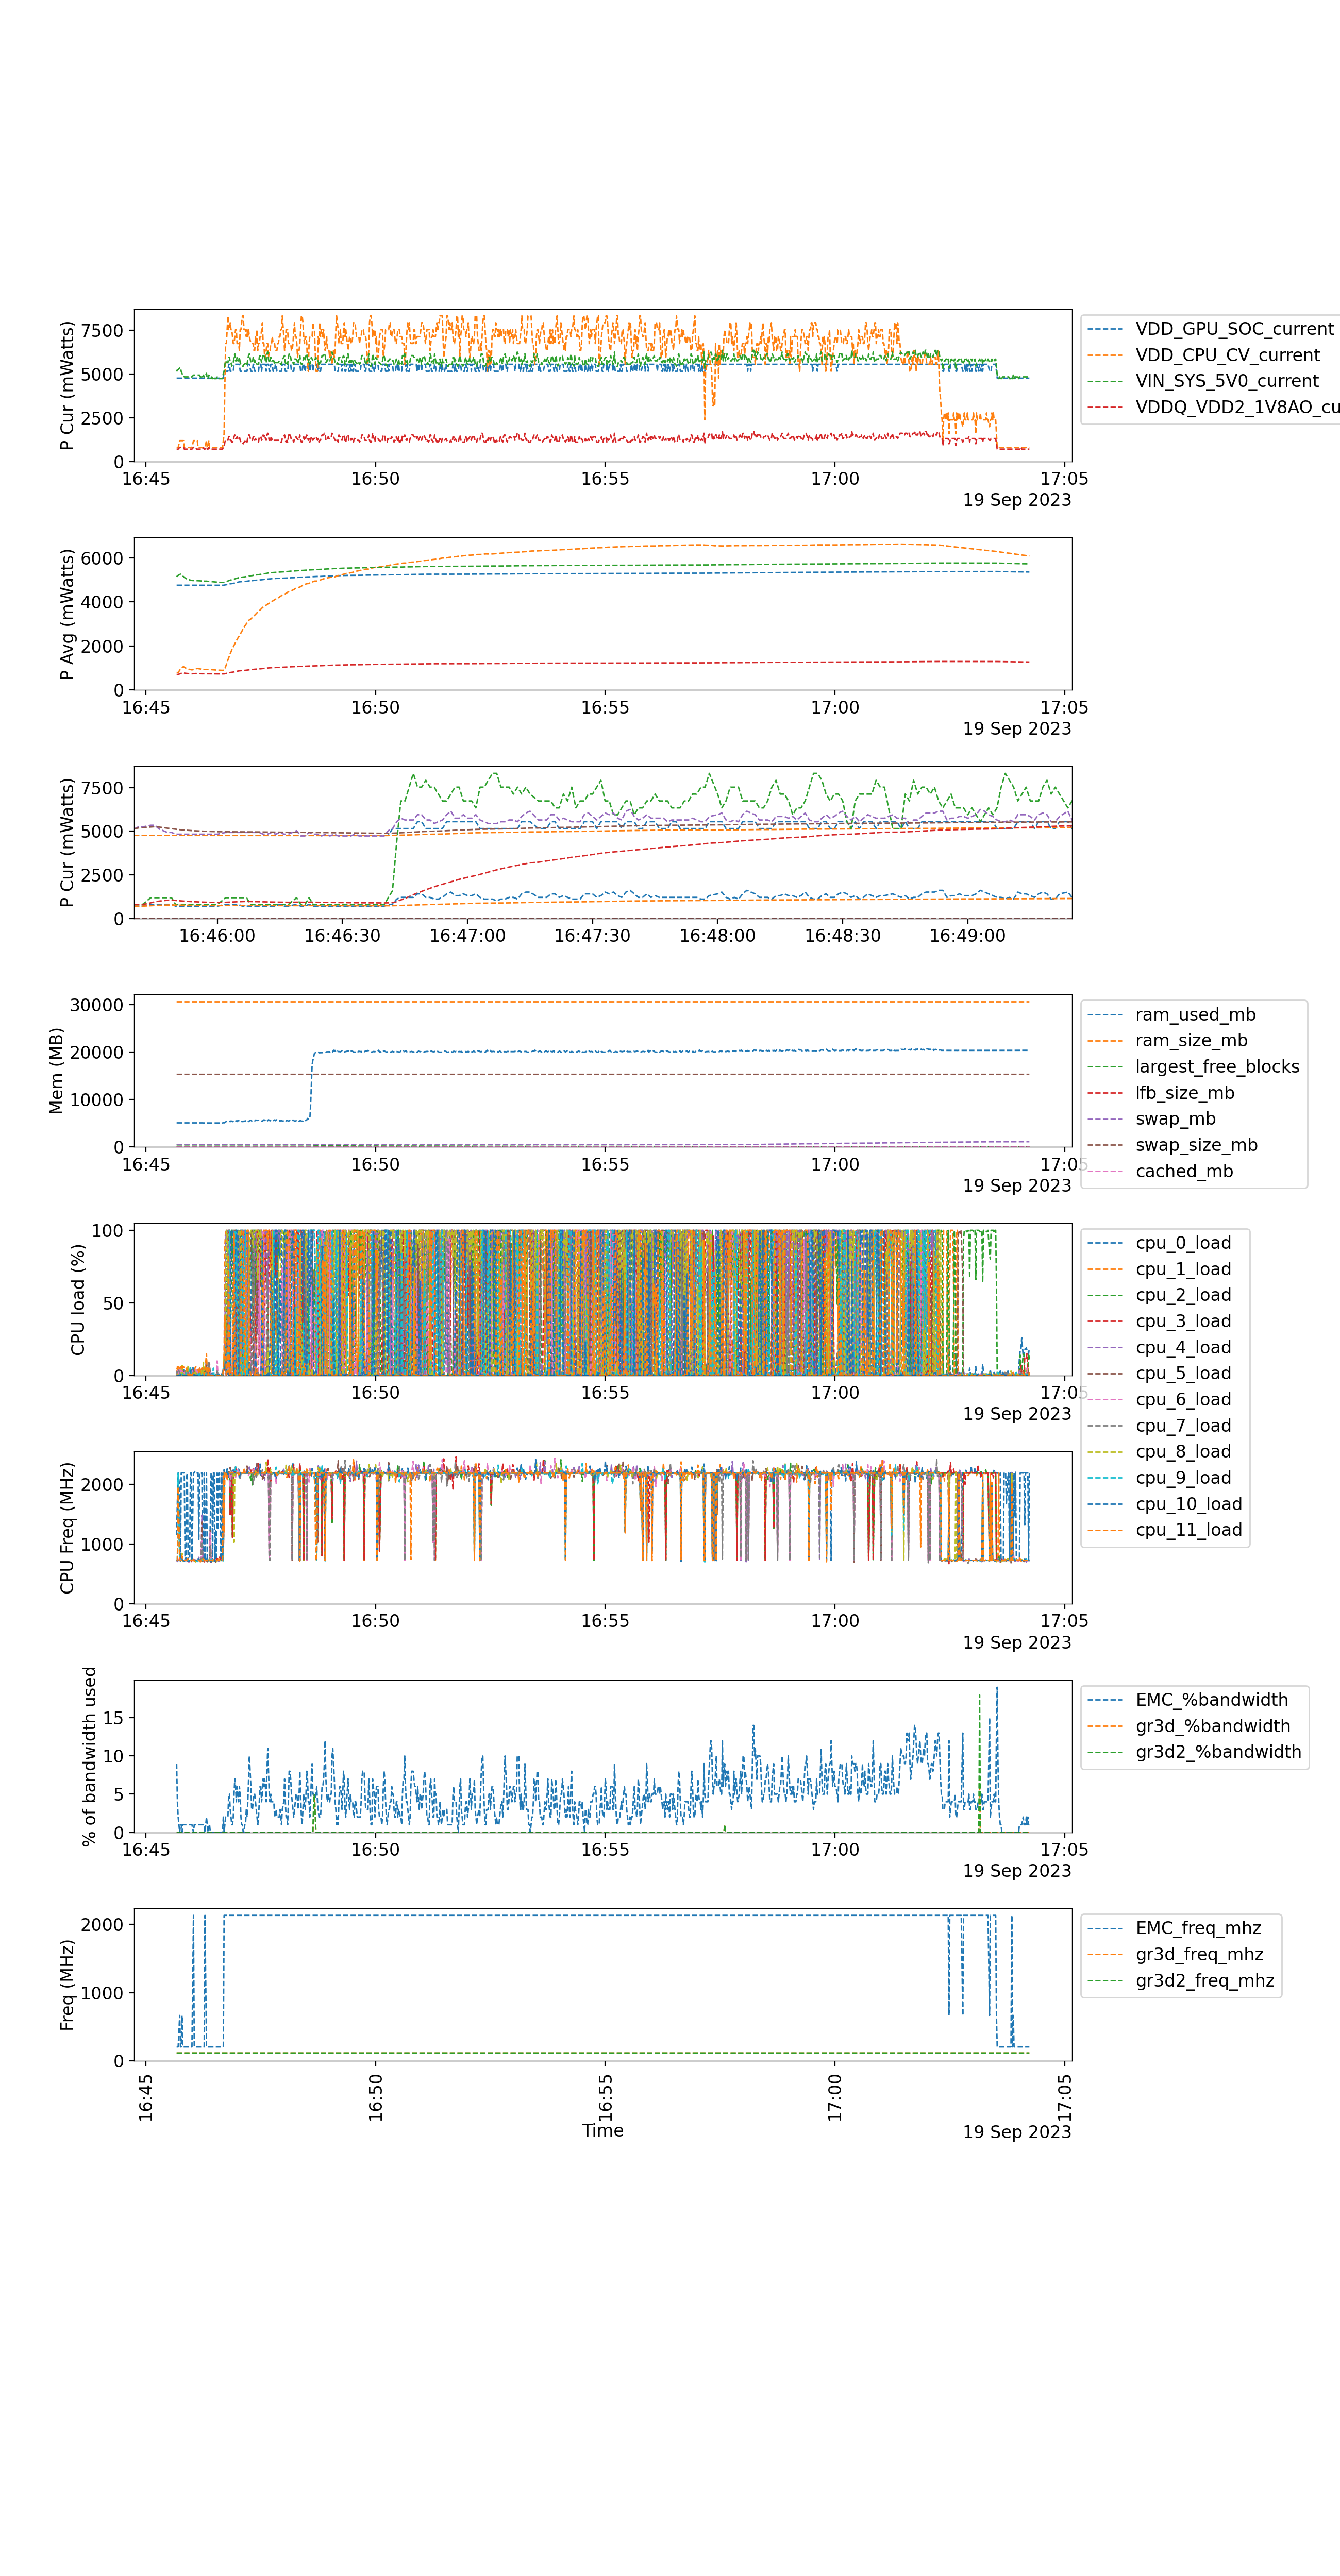 P Cur (mWatts)
7500
5000
2500
0
16:45 16:50 16:55 17:00 17:05
19 Sep 2023
VDD_GPU_SOC_current
VDD_CPU_CV_current
VIN_SYS_5V0_current
VDDQ_VDD2_1V8AO_cu
P Avg (mWatts)
6000
4000
2000
0
16:45 16:50 16:55 17:00 17:05
19 Sep 2023
P Cur (mWatts)
7500
5000
2500
0
16:46:00 16:46:30 16:47:00 16:47:30 16:48:00 16:48:30 16:49:00
Mem (MB)
30000
20000
10000
0
16:45 16:50 16:55 17:00 17:05
19 Sep 2023
ram_used_mb
ram_size_mb
largest_free_blocks
lfb_size_mb
swap_mb
swap_size_mb
cached_mb
CPU load (%)
100
50
0
16:45 16:50 16:55 17:00 17:05
19 Sep 2023
cpu_0_load
cpu_1_load
cpu_2_load
cpu_3_load
cpu_4_load
cpu_5_load
cpu_6_load
cpu_7_load
cpu_8_load
cpu_9_load
cpu_10_load
cpu_11_load
CPU Freq (MHz)
2000
1000
0
16:45 16:50 16:55 17:00 17:05
19 Sep 2023
% of bandwidth used
15
10
5
0
16:45 16:50 16:55 17:00 17:05
19 Sep 2023
EMC_%bandwidth
gr3d_%bandwidth
gr3d2_%bandwidth
Freq (MHz)
2000
1000
0
16:45 16:50 16:55 17:00 17:05
Time
19 Sep 2023
EMC_freq_mhz
gr3d_freq_mhz
gr3d2_freq_mhz